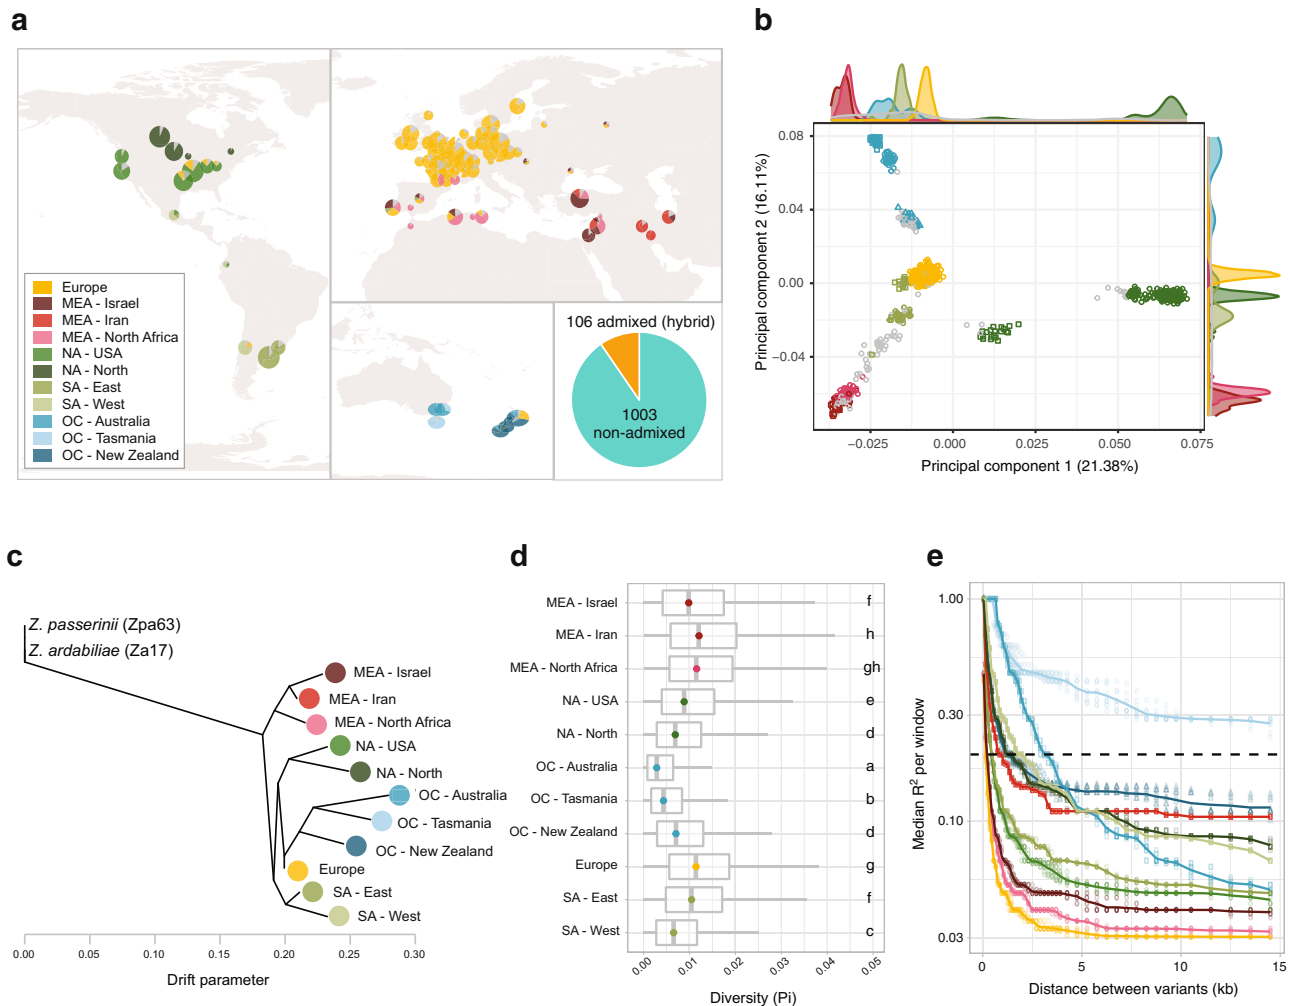 a
Europe
MEA - Israel
MEA - Iran
MEA - North Africa
NA - USA
NA - North
SA - East
SA - West
OC - Australia
OC - Tasmania
OC - New Zealand
106 admixed (hybrid)
1003
non-admixed
b
Principal component 2 (16.11%)
0.08
0.04
0.00
−0.04
−0.025
0.000
0.025
0.050
0.075
Principal component 1 (21.38%)
c
Z. passerinii (Zpa63)
Z. ardabiliae (Za17)
MEA - Israel
MEA - Iran
MEA - North Africa
NA - USA
NA - North
OC - Australia
OC - Tasmania
OC - New Zealand
Europe
SA - East
SA - West
0.00
0.05
0.10
0.15
0.20
0.25
0.30
Drift parameter
d
MEA - Israel f
MEA - Iran h
MEA - North Africa gh
NA - USA e
NA - North d
OC - Australia a
OC - Tasmania b
OC - New Zealand d
Europe g
SA - East f
SA - West c
0.00
0.01
0.02
0.03
0.04
0.05
Diversity (Pi)
e
Median R² per window
1.00
0.30
0.10
0.03
0
5
10
15
Distance between variants (kb)